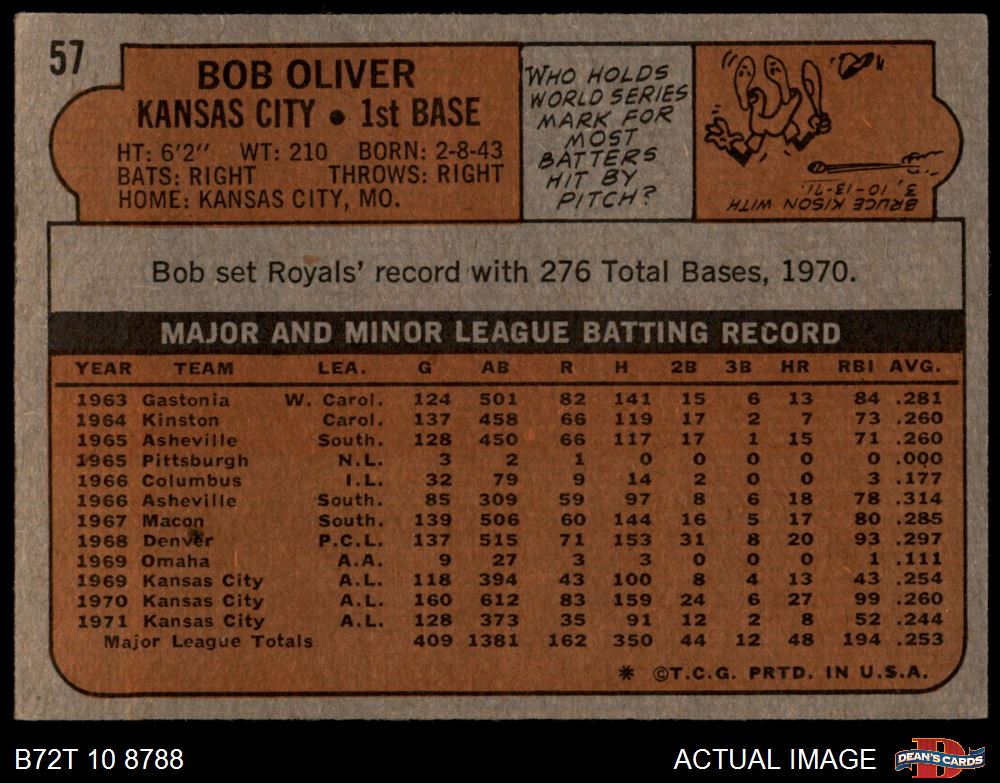 57
BOB OLIVER
KANSAS CITY • 1st BASE
HT: 6'2" WT: 210 BORN: 2-8-43
BATS: RIGHT THROWS: RIGHT
HOME: KANSAS CITY, MO.
WHO HOLDS
WORLD SERIES
MARK FOR
MOST
BATTERS
HIT BY
PITCH?
BRUCE KISON WITH
3, 10-13-71.
Bob set Royals' record with 276 Total Bases, 1970.
MAJOR AND MINOR LEAGUE BATTING RECORD
YEAR TEAM LEA. G AB R H 2B 3B HR RBI AVG.
1963 Gastonia W. Carol. 124 501 82 141 15 6 13 84 .281
1964 Kinston Carol. 137 458 66 119 17 2 7 73 .260
1965 Asheville South. 128 450 66 117 17 1 15 71 .260
1965 Pittsburgh N.L. 3 2 1 0 0 0 0 0 .000
1966 Columbus I.L. 32 79 9 14 2 0 0 3 .177
1966 Asheville South. 85 309 59 97 8 6 18 78 .314
1967 Macon South. 139 506 60 144 16 5 17 80 .285
1968 Denver P.C.L. 137 515 71 153 31 8 20 93 .297
1969 Omaha A.A. 9 27 3 3 0 0 0 1 .111
1969 Kansas City A.L. 118 394 43 100 8 4 13 43 .254
1970 Kansas City A.L. 160 612 83 159 24 6 27 99 .260
1971 Kansas City A.L. 128 373 35 91 12 2 8 52 .244
Major League Totals 409 1381 162 350 44 12 48 194 .253
* ©T.C.G. PRTD. IN U.S.A.
B72T 10 8788 ACTUAL IMAGE D DEAN'S CARDS